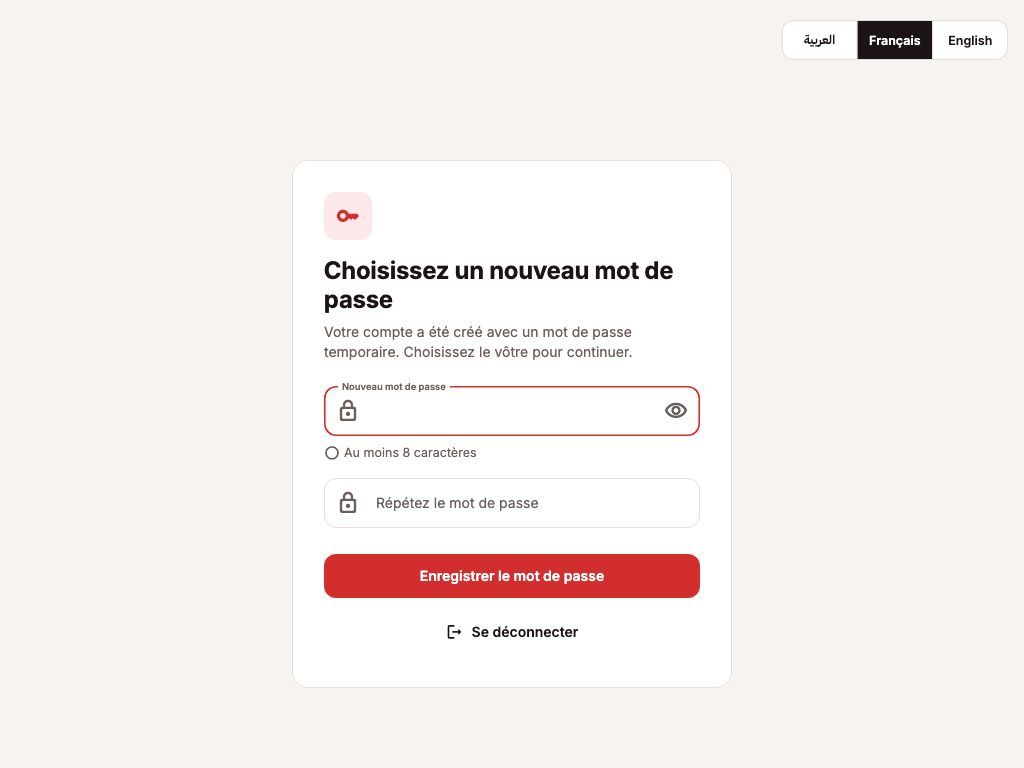 العربية
Français
English
Choisissez un nouveau mot de
passe
Votre compte a été créé avec un mot de passe
temporaire. Choisissez le vôtre pour continuer.
Nouveau mot de passe
Au moins 8 caractères
Répétez le mot de passe
Enregistrer le mot de passe
Se déconnecter